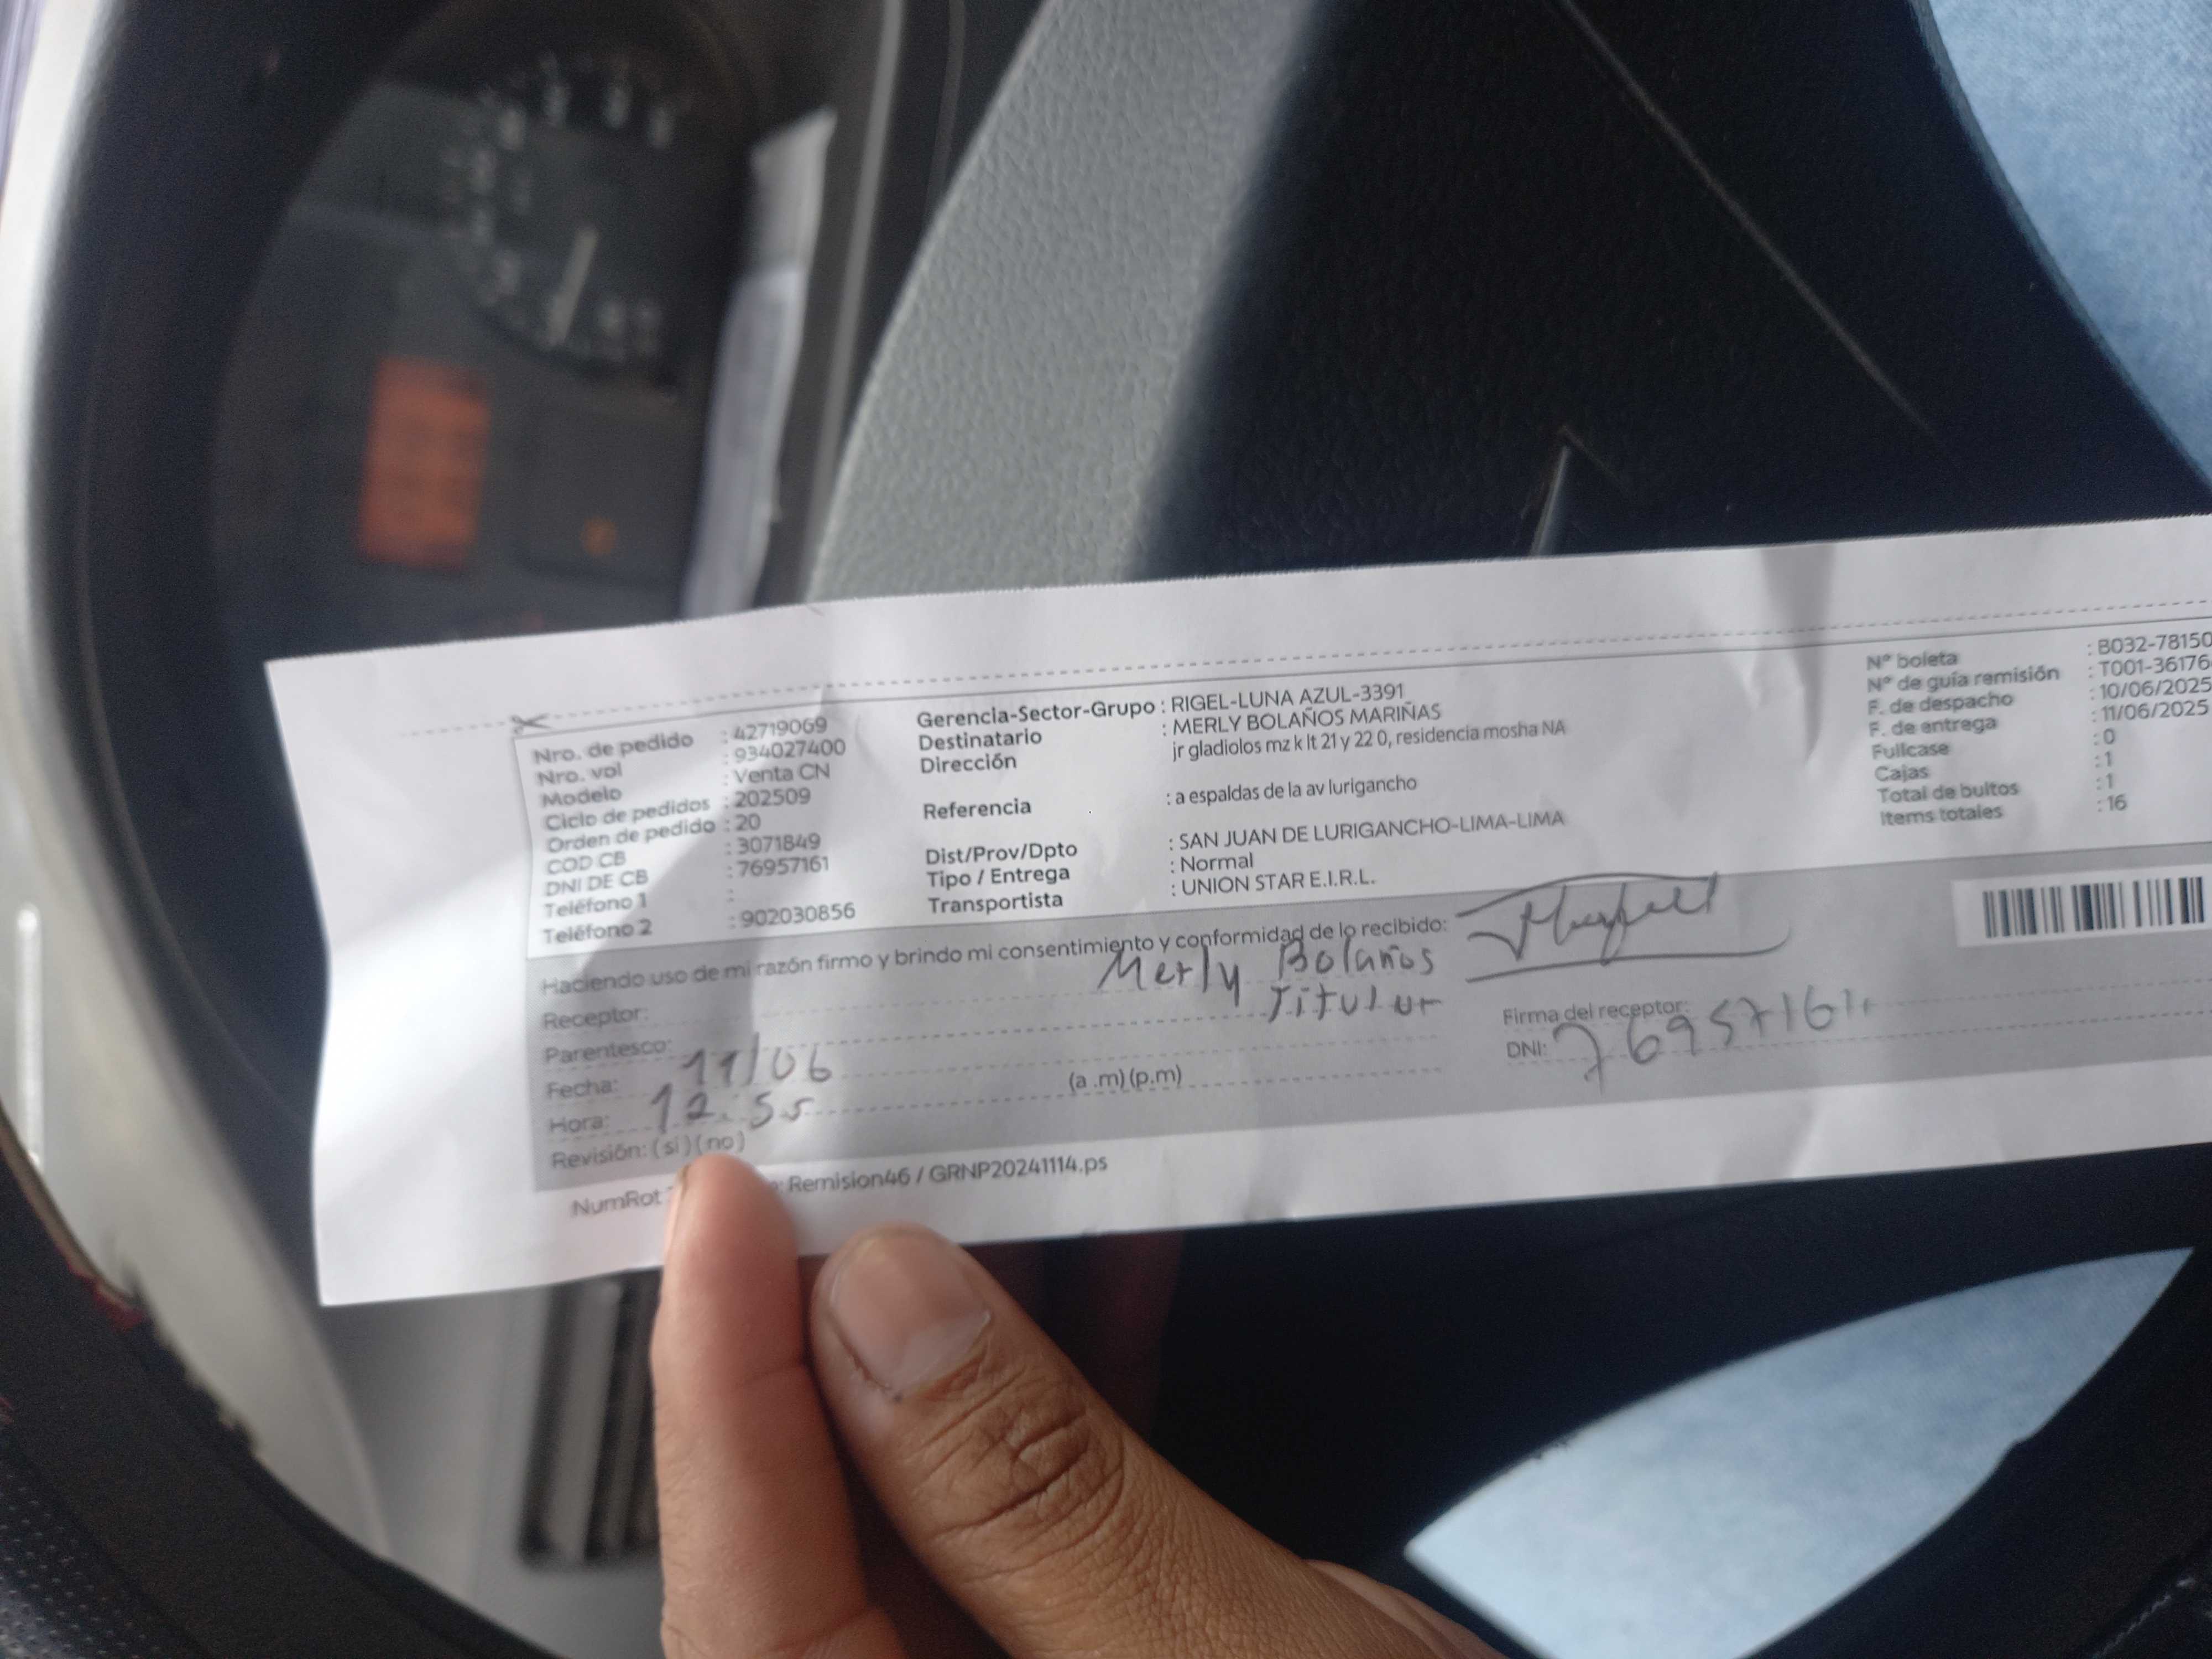 Nro. de pedido : 42719069
Nro. vol : 934027400
Modelo : Venta CN
Ciclo de pedidos : 202509
Orden de pedido : 20
COD CB : 3071849
DNI DE CB : 76957161
Teléfono 1 :
Teléfono 2 : 902030856
Gerencia-Sector-Grupo : RIGEL-LUNA AZUL-3391
Destinatario : MERLY BOLAÑOS MARIÑAS
Dirección jr gladiolos mz k lt 21 y 22 0, residencia mosha NA
Referencia : a espaldas de la av lurigancho
Dist/Prov/Dpto : SAN JUAN DE LURIGANCHO-LIMA-LIMA
Tipo / Entrega : Normal
Transportista : UNION STAR E.I.R.L.
Nº boleta : B032-78150
Nº de guía remisión : T001-36176
F. de despacho : 10/06/2025
F. de entrega : 11/06/2025
Fullcase : 0
Cajas : 1
Total de bultos : 1
Items totales : 16
Haciendo uso de mi razón firmo y brindo mi consentimiento y conformidad de lo recibido:
Receptor: Merly Bolaños
Parentesco: Titular
Fecha: 11/06
Hora: 12:55 (a .m) (p.m)
Revisión: (si) (no)
Firma del receptor:
DNI: 76957161
NumRot Remision46 / GRNP20241114.ps